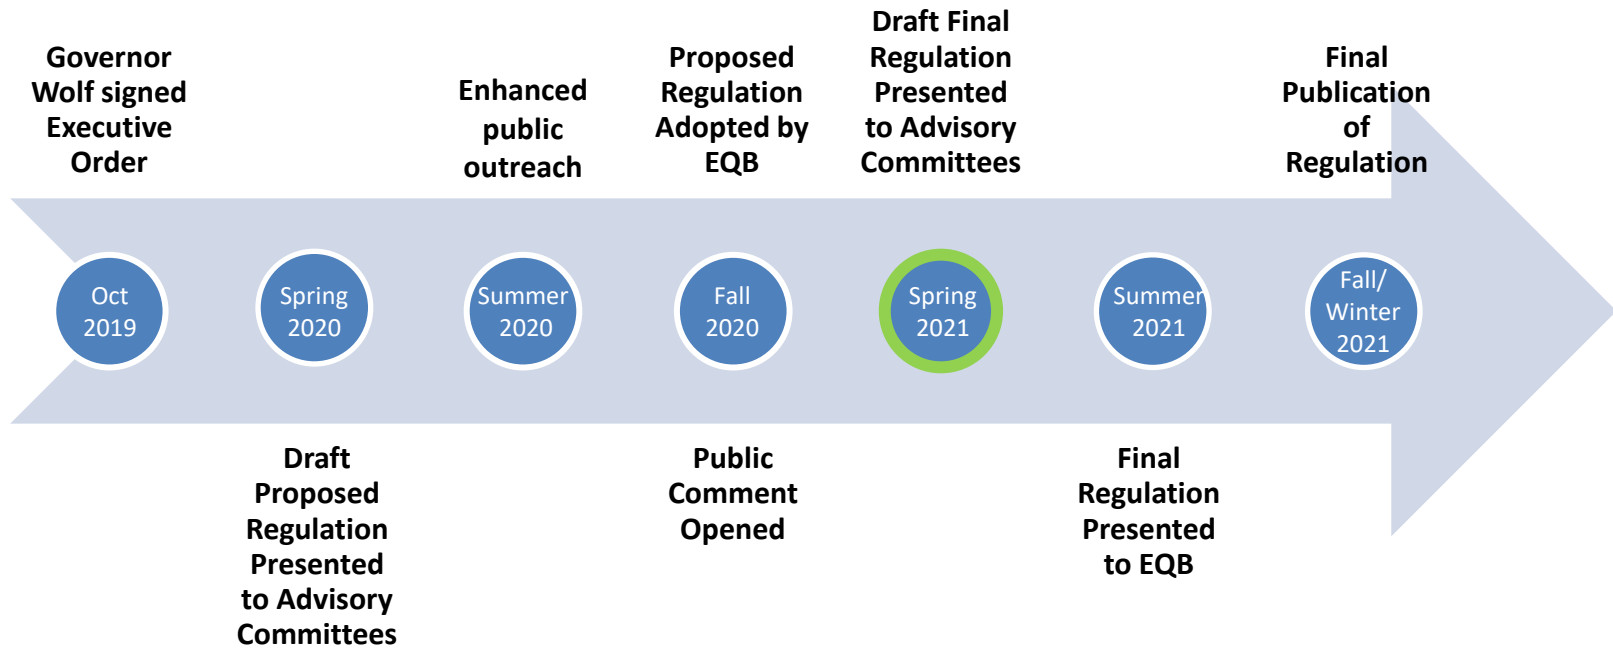 Governor
Wolf signed
Executive
Order
Enhanced
public
outreach
Proposed
Regulation
Adopted by
EQB
Draft Final
Regulation
Presented
to Advisory
Committees
Final
Publication
of
Regulation
Oct
2019
Spring
2020
Summer
2020
Fall
2020
Spring
2021
Summer
2021
Fall/
Winter
2021
Draft
Proposed
Regulation
Presented
to Advisory
Committees
Public
Comment
Opened
Final
Regulation
Presented
to EQB